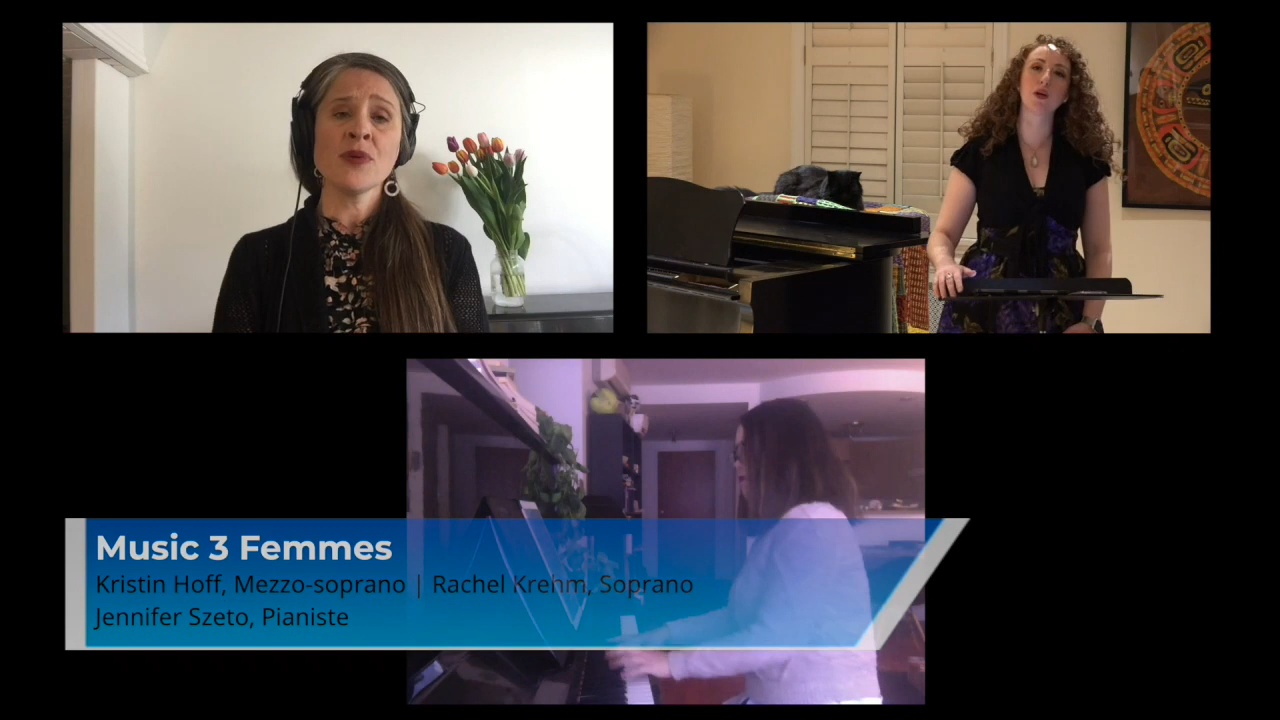 Music 3 Femmes
Kristin Hoff, Mezzo-soprano | Rachel Krehm, Soprano
Jennifer Szeto, Pianiste